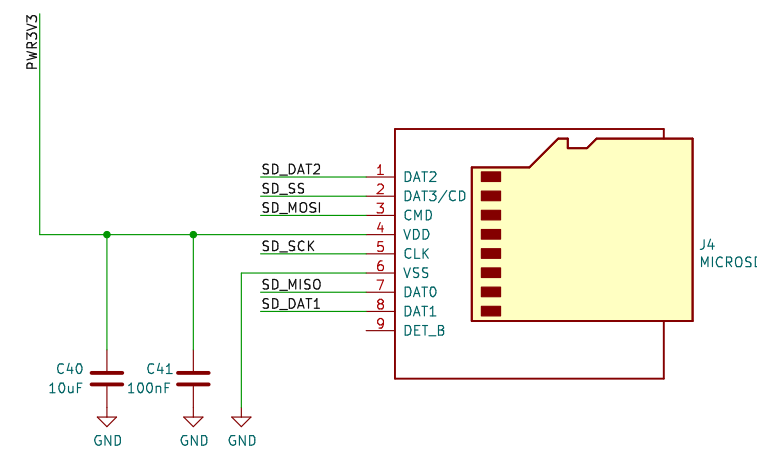 PWR3V3
SD_DAT2 1 DAT2
SD_SS 2 DAT3/CD
SD_MOSI 3 CMD
4 VDD
SD_SCK 5 CLK
6 VSS
SD_MISO 7 DAT0
SD_DAT1 8 DAT1
9 DET_B
J4
MICROSD
C40
10uF
C41
100nF
GND
GND
GND